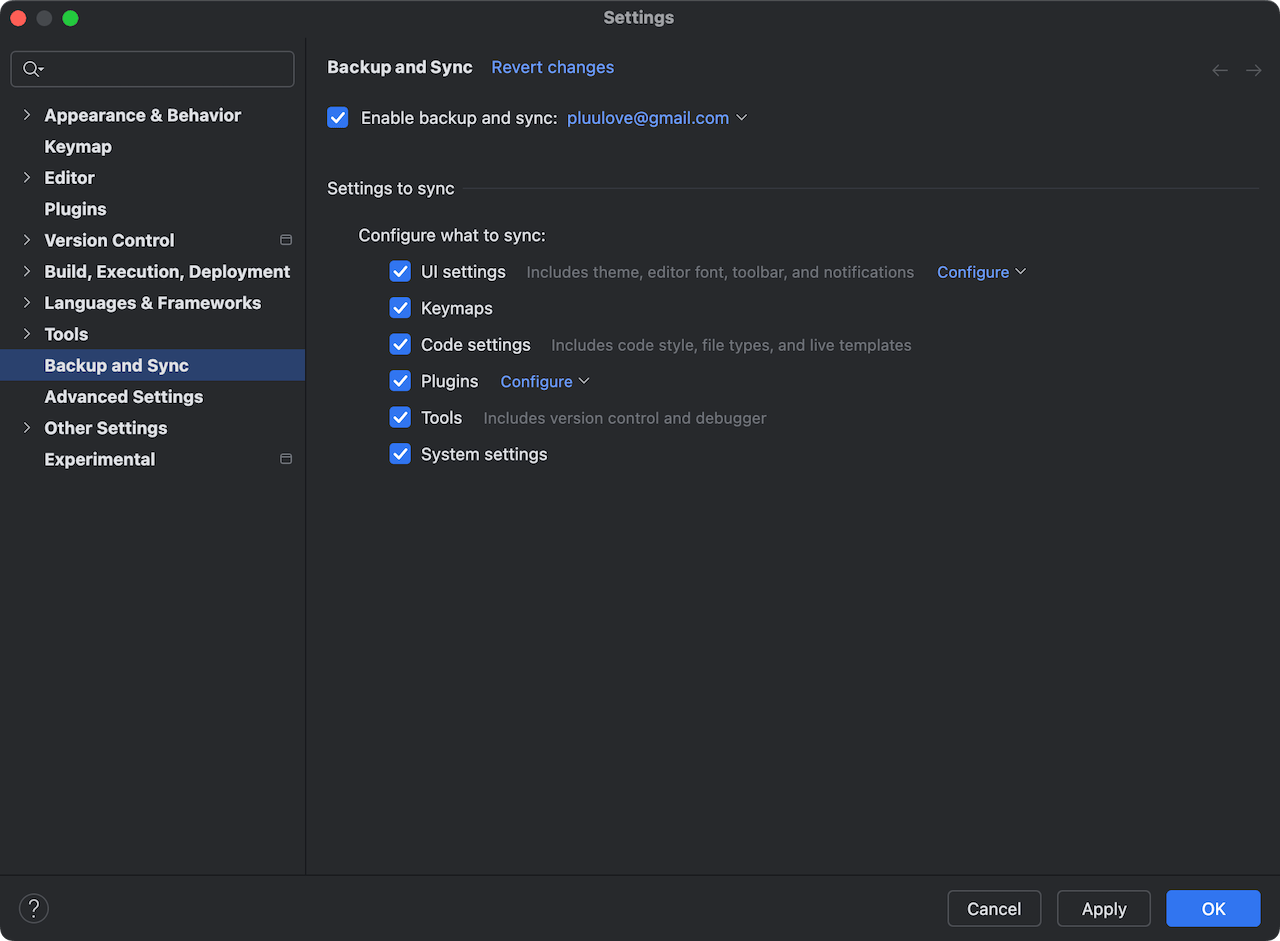 Settings
Appearance & Behavior
Keymap
Editor
Plugins
Version Control
Build, Execution, Deployment
Languages & Frameworks
Tools
Backup and Sync
Advanced Settings
Other Settings
Experimental
Backup and Sync Revert changes
Enable backup and sync: pluulove@gmail.com
Settings to sync
Configure what to sync:
UI settings Includes theme, editor font, toolbar, and notifications Configure
Keymaps
Code settings Includes code style, file types, and live templates
Plugins Configure
Tools Includes version control and debugger
System settings
? Cancel Apply OK